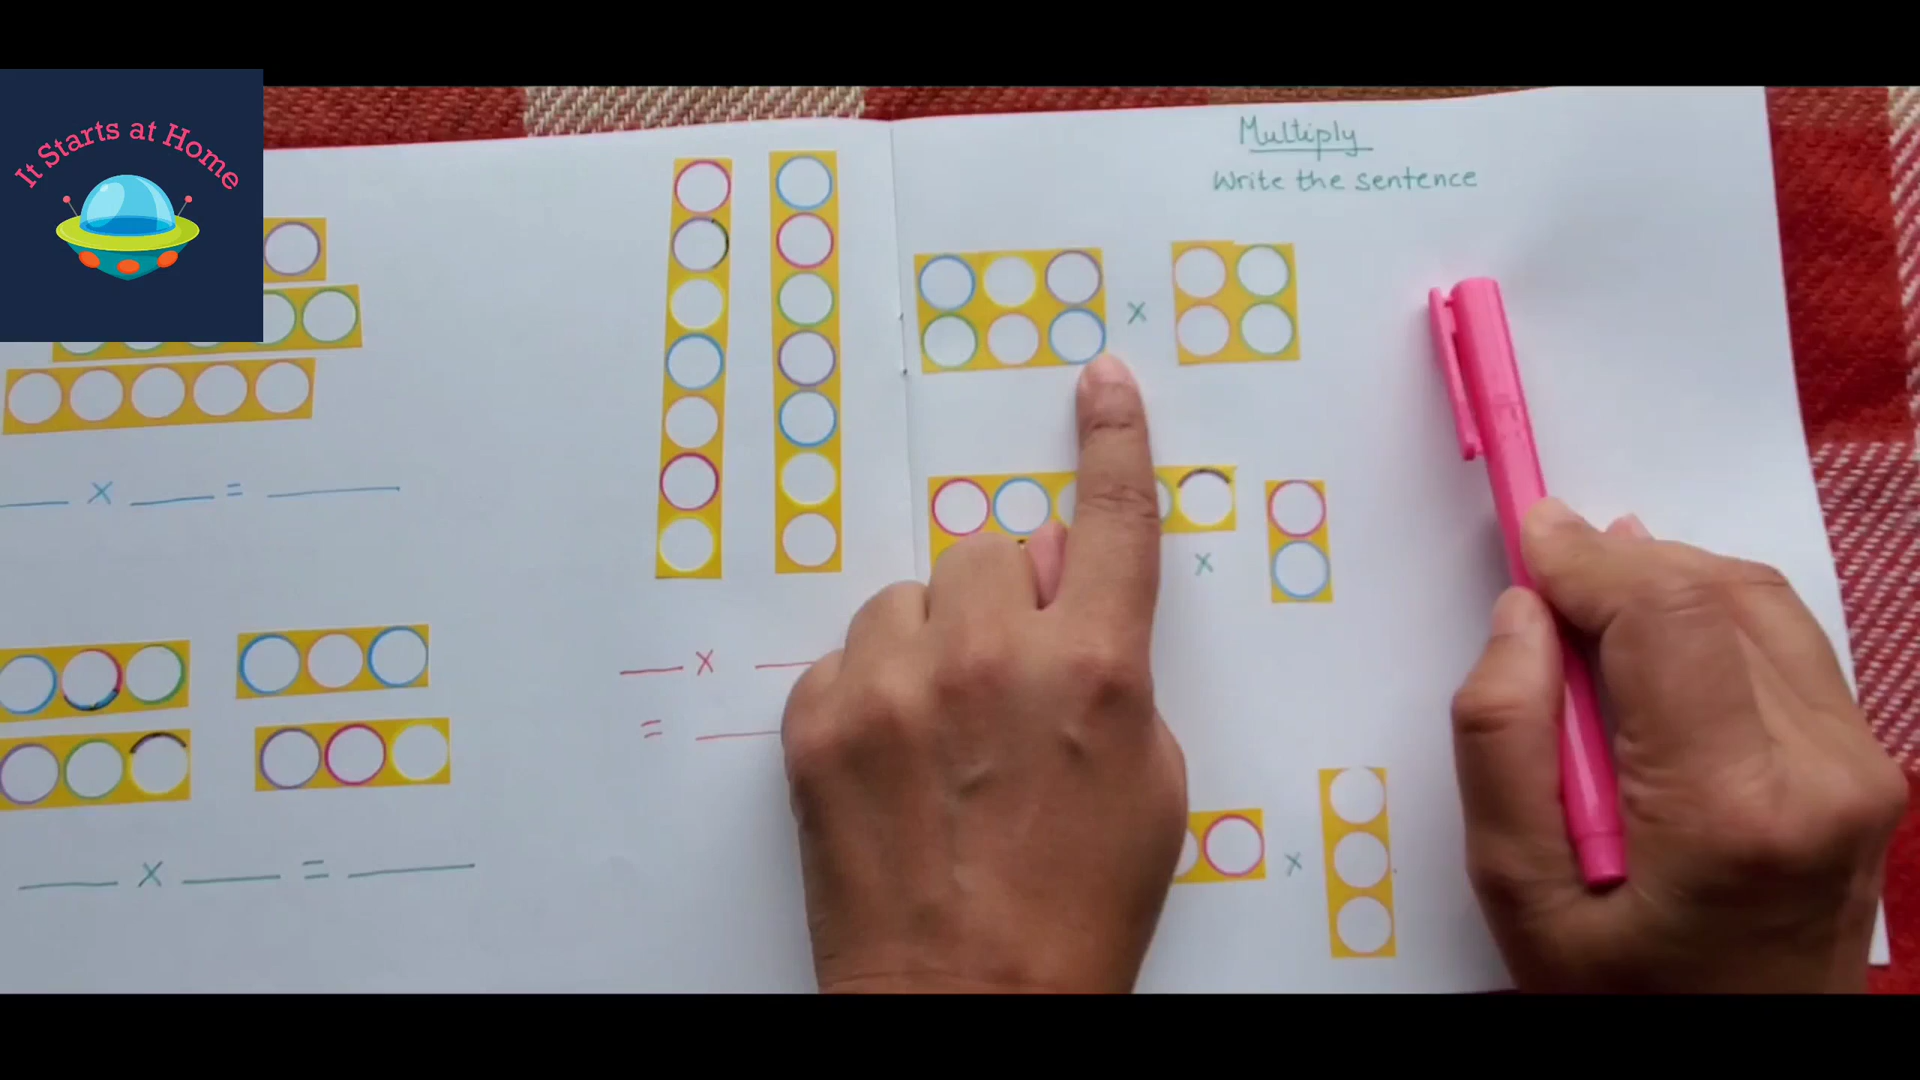 It Starts at Home
Multiply
Write the sentence
x
x
x
x =
x =
x
=